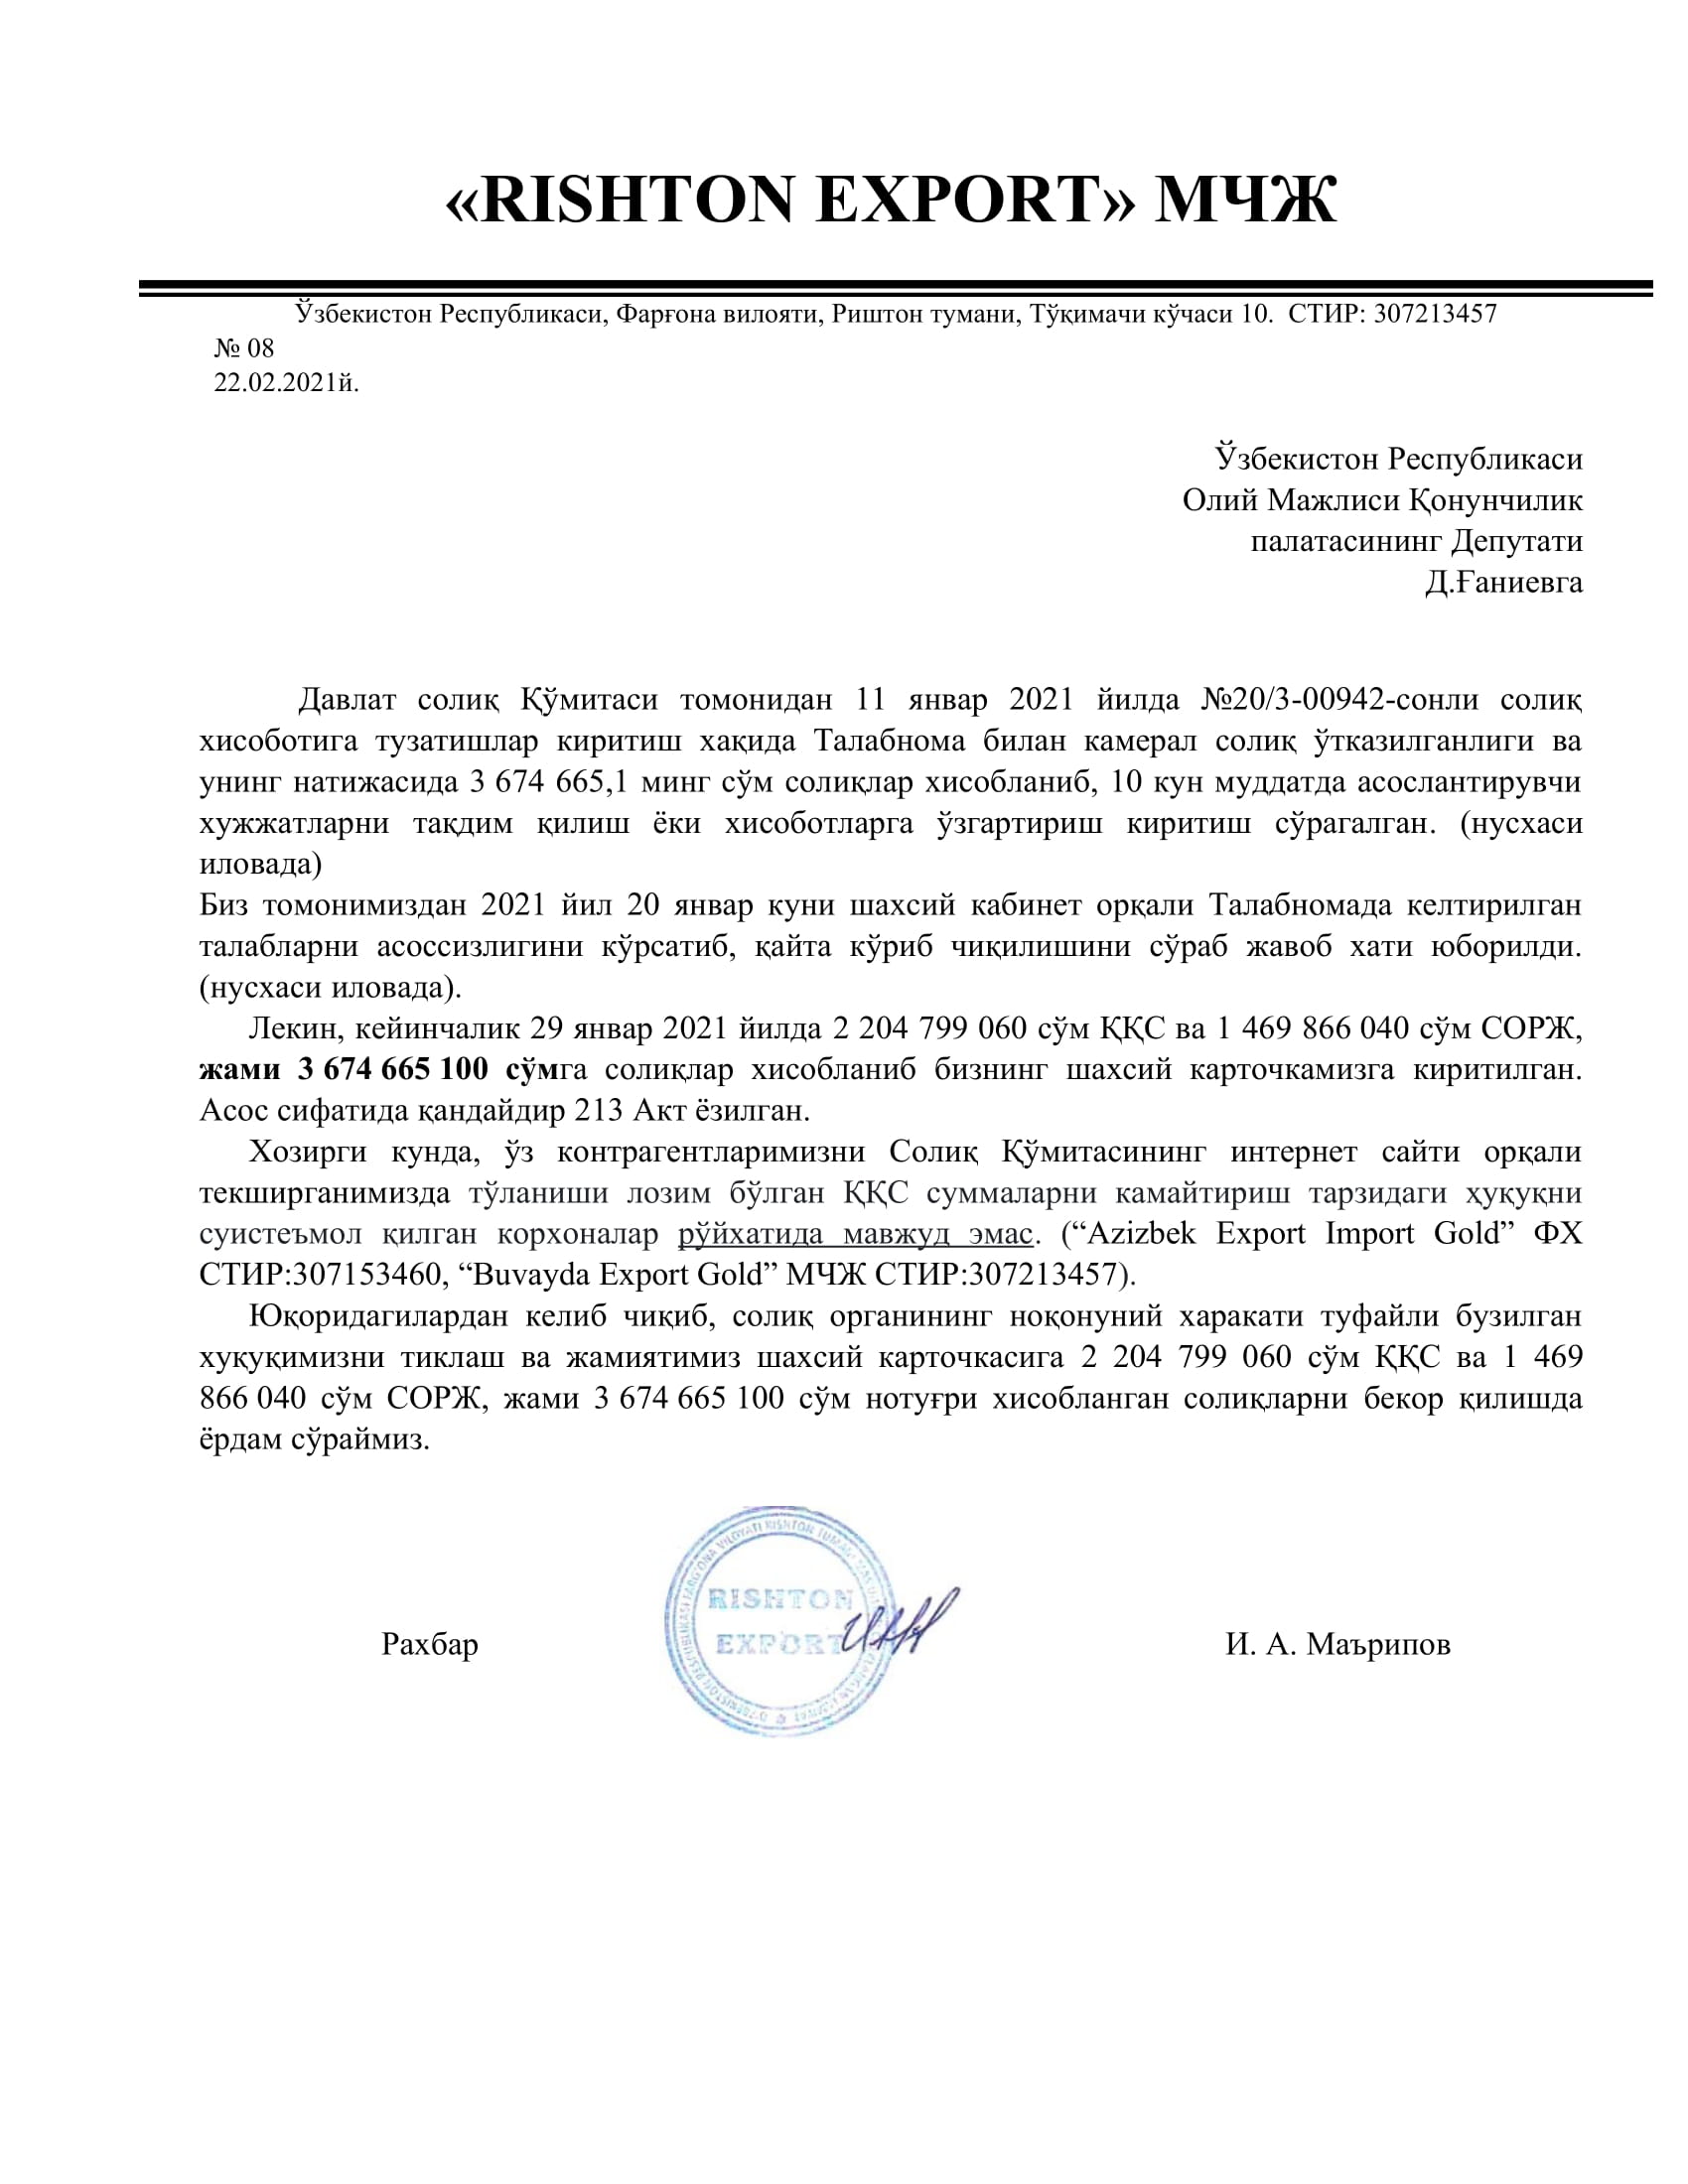 «RISHTON EXPORT» МЧЖ
Ўзбекистон Республикаси, Фарғона вилояти, Риштон тумани, Тўқимачи кўчаси 10. СТИР: 307213457
№ 08
22.02.2021й.
Ўзбекистон Республикаси
Олий Мажлиси Қонунчилик
палатасининг Депутати
Д.Ғаниевга
Давлат солиқ Қўмитаси томонидан 11 январ 2021 йилда №20/3-00942-сонли солиқ
хисоботига тузатишлар киритиш хақида Талабнома билан камерал солиқ ўтказилганлиги ва
унинг натижасида 3 674 665,1 минг сўм солиқлар хисобланиб, 10 кун муддатда асослантирувчи
хужжатларни тақдим қилиш ёки хисоботларга ўзгартириш киритиш сўрагалган. (нусхаси
иловада)
Биз томонимиздан 2021 йил 20 январ куни шахсий кабинет орқали Талабномада келтирилган
талабларни асоссизлигини кўрсатиб, қайта кўриб чиқилишини сўраб жавоб хати юборилди.
(нусхаси иловада).
Лекин, кейинчалик 29 январ 2021 йилда 2 204 799 060 сўм ҚҚС ва 1 469 866 040 сўм СОРЖ,
жами 3 674 665 100 сўмга солиқлар хисобланиб бизнинг шахсий карточкамизга киритилган.
Асос сифатида қандайдир 213 Акт ёзилган.
Хозирги кунда, ўз контрагентларимизни Солиқ Қўмитасининг интернет сайти орқали
текширганимизда тўланиши лозим бўлган ҚҚС суммаларни камайтириш тарзидаги ҳуқуқни
суистеъмол қилган корхоналар рўйхатида мавжуд эмас. (“Azizbek Export Import Gold” ФХ
СТИР:307153460, “Buvayda Export Gold” МЧЖ СТИР:307213457).
Юқоридагилардан келиб чиқиб, солиқ органининг ноқонуний харакати туфайли бузилган
хуқуқимизни тиклаш ва жамиятимиз шахсий карточкасига 2 204 799 060 сўм ҚҚС ва 1 469
866 040 сўм СОРЖ, жами 3 674 665 100 сўм нотуғри хисобланган солиқларни бекор қилишда
ёрдам сўраймиз.
RISHTON
EXPORT
Рахбар
И. А. Маърипов